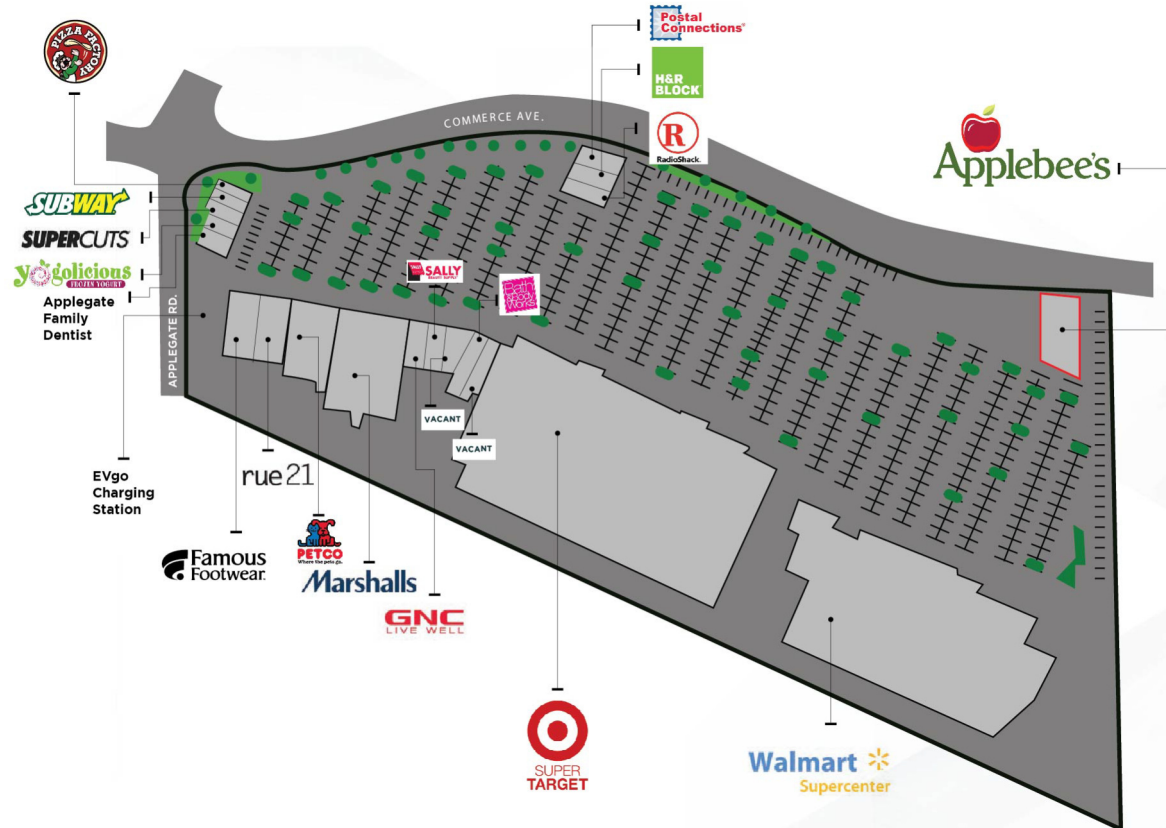 Postal
Connections®
PIZZA FACTORY
H&R
BLOCK
COMMERCE AVE.
R
RadioShack.
Applebee's
SUBWAY
SUPERCUTS
yogolicious
FROZEN YOGURT
SALLY
BEAUTY SUPPLY
Bath
& Body
Works
Applegate
Family
Dentist
APPLEGATE RD.
VACANT
VACANT
EVgo
Charging
Station
rue21
PETCO
Where the pets go.
Famous
Footwear.
Marshalls
GNC
LIVE WELL
SUPER
TARGET
Walmart
Supercenter